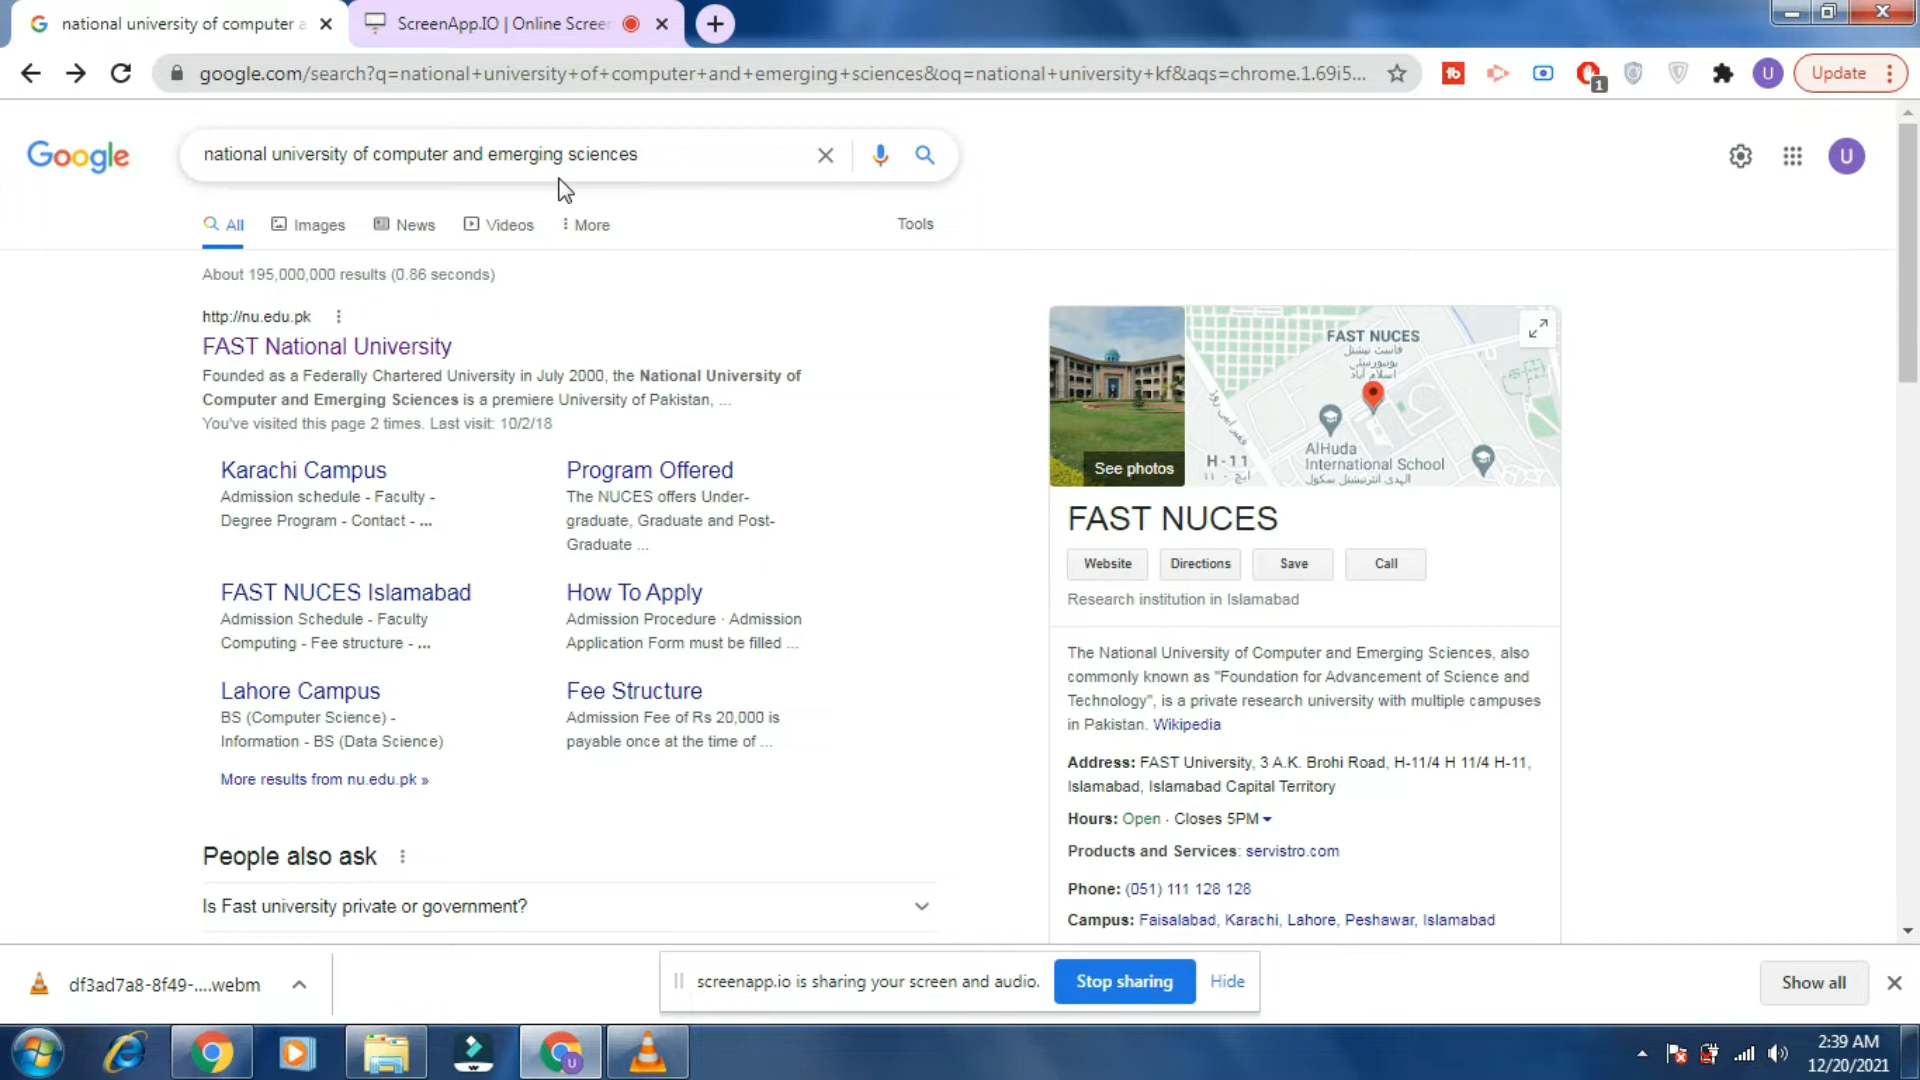 national university of computer a
ScreenApp.IO | Online Screen
google.com/search?q=national+university+of+computer+and+emerging+sciences&oq=national+university+kf&aqs=chrome.1.69i5...
1
U
Update
Google
national university of computer and emerging sciences
U
All
Images
News
Videos
More
Tools
About 195,000,000 results (0.86 seconds)
http://nu.edu.pk
FAST National University
Founded as a Federally Chartered University in July 2000, the National University of
Computer and Emerging Sciences is a premiere University of Pakistan, ...
You've visited this page 2 times. Last visit: 10/2/18
Karachi Campus
Admission schedule - Faculty -
Degree Program - Contact - ...
Program Offered
The NUCES offers Under-
graduate, Graduate and Post-
Graduate ...
FAST NUCES Islamabad
Admission Schedule - Faculty
Computing - Fee structure - ...
How To Apply
Admission Procedure · Admission
Application Form must be filled ...
Lahore Campus
BS (Computer Science) -
Information - BS (Data Science)
Fee Structure
Admission Fee of Rs 20,000 is
payable once at the time of ...
More results from nu.edu.pk »
People also ask
Is Fast university private or government?
See photos
FAST NUCES
فاست نیشنل
یونیورسٹی
اسلام آباد
AlHuda
International School
الہدی انٹرنیشنل سکول
H-11
ایچ - ١١
FAST NUCES
Website
Directions
Save
Call
Research institution in Islamabad
The National University of Computer and Emerging Sciences, also
commonly known as "Foundation for Advancement of Science and
Technology", is a private research university with multiple campuses
in Pakistan. Wikipedia
Address: FAST University, 3 A.K. Brohi Road, H-11/4 H 11/4 H-11,
Islamabad, Islamabad Capital Territory
Hours: Open · Closes 5PM
Products and Services: servistro.com
Phone: (051) 111 128 128
Campus: Faisalabad, Karachi, Lahore, Peshawar, Islamabad
df3ad7a8-8f49-....webm
screenapp.io is sharing your screen and audio.
Stop sharing
Hide
Show all
2:39 AM
12/20/2021